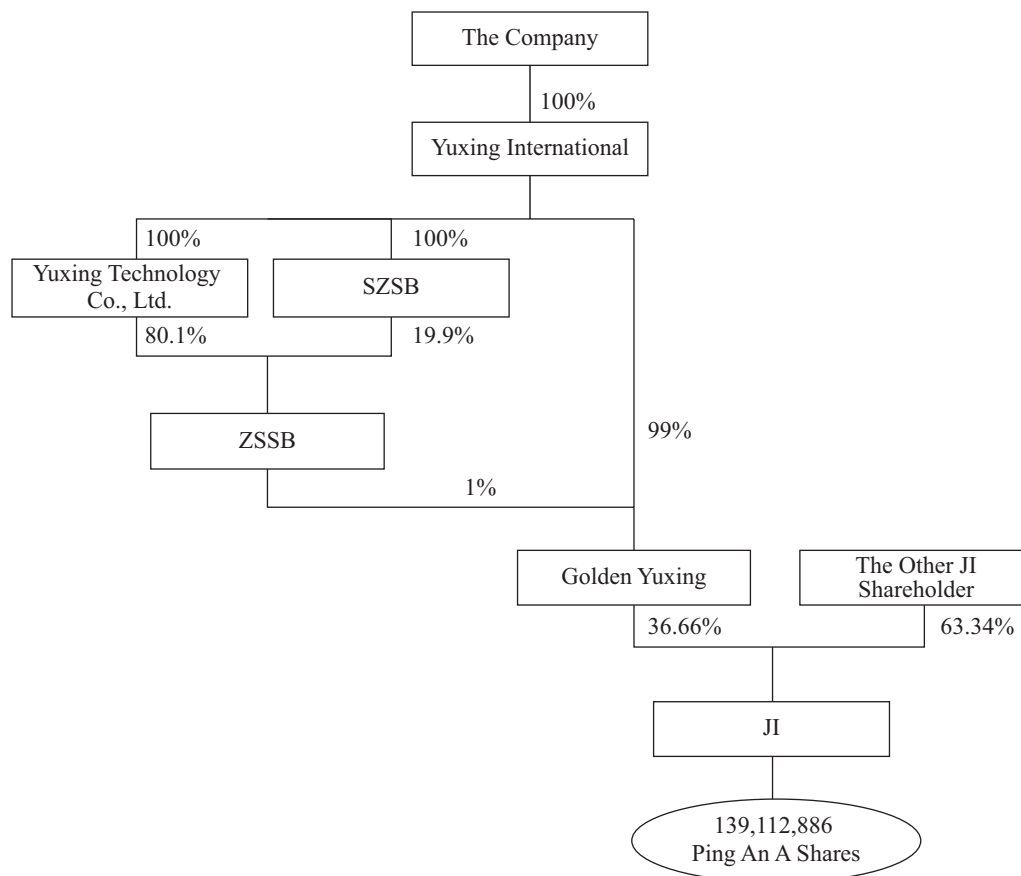 The Company
100%
Yuxing International
100%
100%
Yuxing Technology
Co., Ltd.
SZSB
80.1%
19.9%
ZSSB
99%
1%
Golden Yuxing
The Other JI
Shareholder
36.66%
63.34%
JI
139,112,886
Ping An A Shares